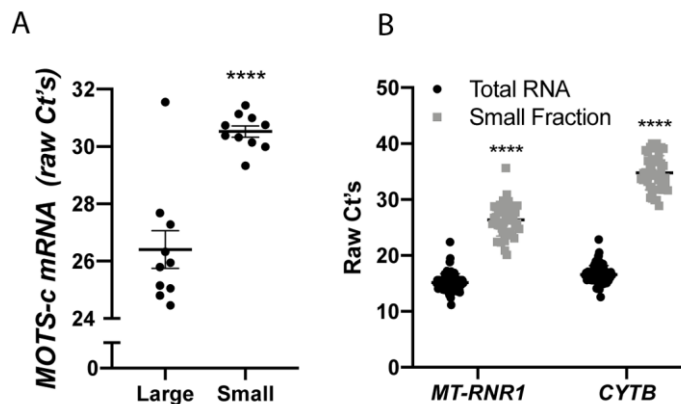 A
MOTS-c mRNA (raw Ct's)
32
30
28
26
24
0
****
Large
Small
B
Raw Ct's
50
40
30
20
10
0
Total RNA
Small Fraction
****
****
MT-RNR1
CYTB